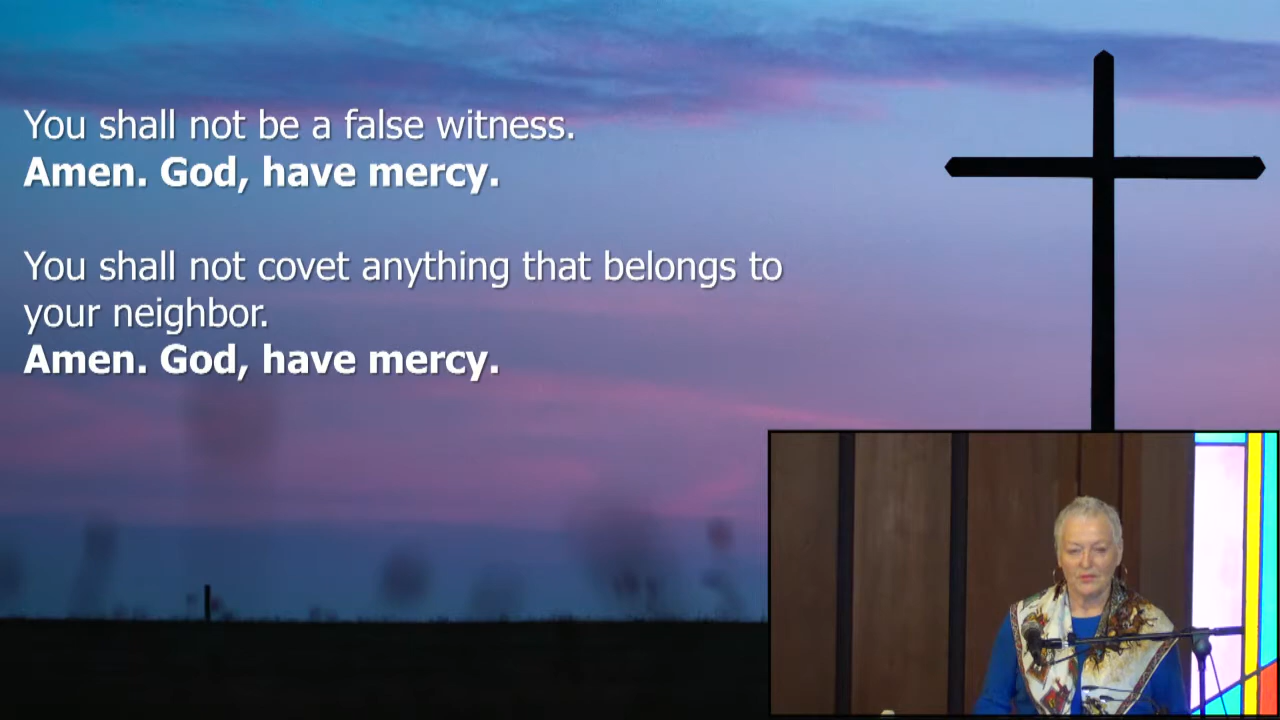 You shall not be a false witness.
Amen. God, have mercy.
You shall not covet anything that belongs to
your neighbor.
Amen. God, have mercy.